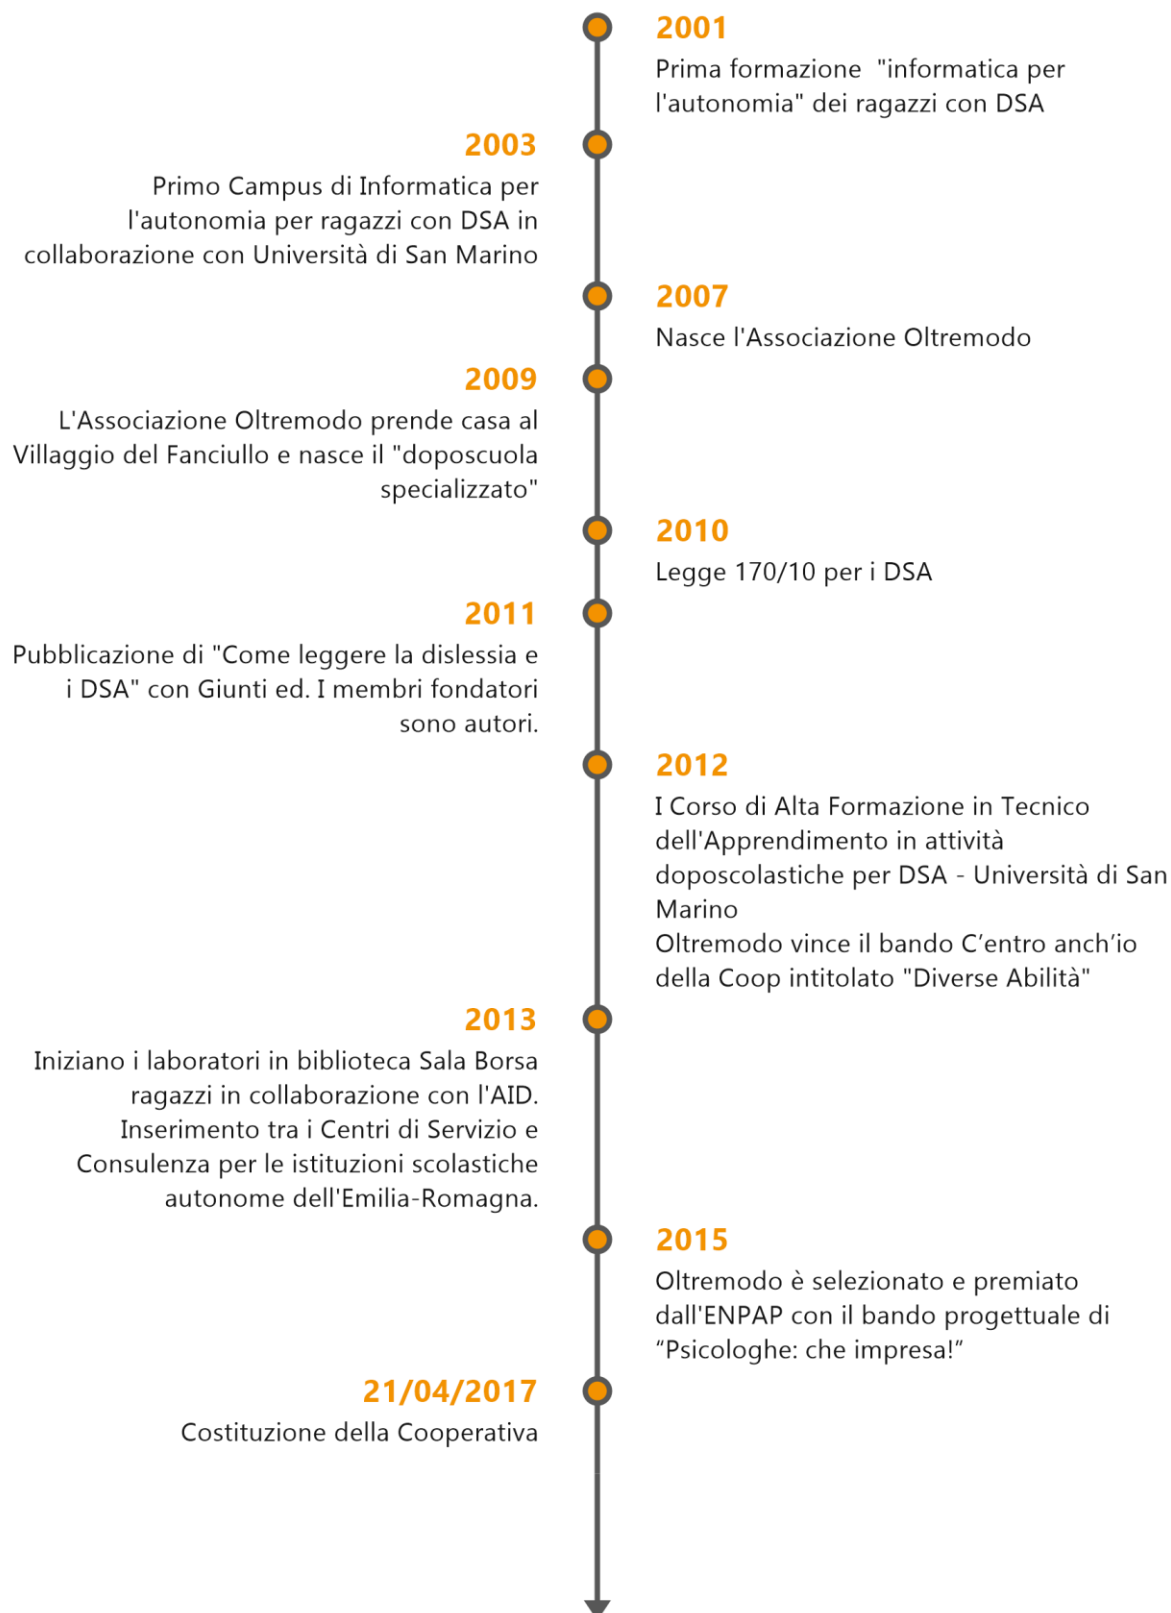 2001
Prima formazione "informatica per
l'autonomia" dei ragazzi con DSA
2003
Primo Campus di Informatica per
l'autonomia per ragazzi con DSA in
collaborazione con Università di San Marino
2007
Nasce l'Associazione Oltremodo
2009
L'Associazione Oltremodo prende casa al
Villaggio del Fanciullo e nasce il "doposcuola
specializzato"
2010
Legge 170/10 per i DSA
2011
Pubblicazione di "Come leggere la dislessia e
i DSA" con Giunti ed. I membri fondatori
sono autori.
2012
I Corso di Alta Formazione in Tecnico
dell'Apprendimento in attività
doposcolastiche per DSA - Università di San
Marino
Oltremodo vince il bando C’entro anch’io
della Coop intitolato "Diverse Abilità"
2013
Iniziano i laboratori in biblioteca Sala Borsa
ragazzi in collaborazione con l'AID.
Inserimento tra i Centri di Servizio e
Consulenza per le istituzioni scolastiche
autonome dell'Emilia-Romagna.
2015
Oltremodo è selezionato e premiato
dall'ENPAP con il bando progettuale di
“Psicologhe: che impresa!”
21/04/2017
Costituzione della Cooperativa